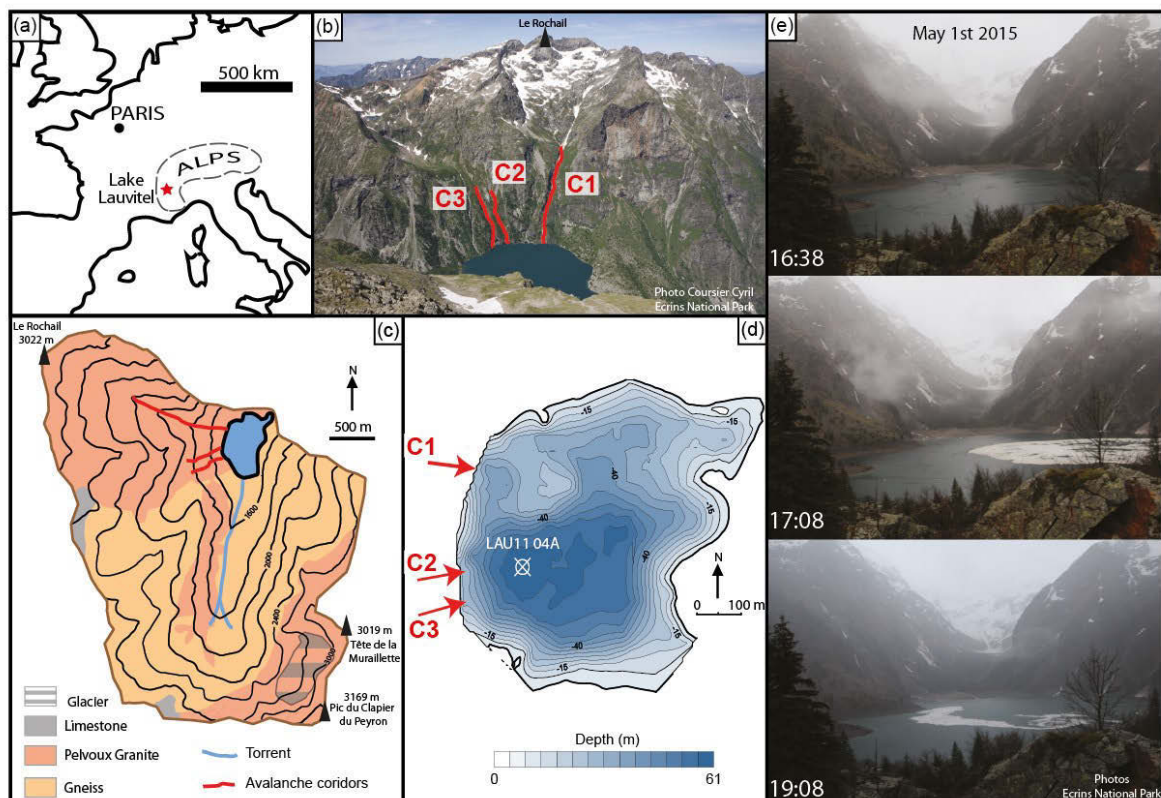 (a)
500 km
PARIS
ALPS
Lake
Lauvitel
(b)
Le Rochail
C1
C2
C3
Photo Coursier Cyril
Ecrins National Park
(c)
Le Rochail
3022 m
N
500 m
1600
2000
2400
3000
3019 m
Tête de la
Muraillette
3169 m
Pic du Clapier
du Peyron
Glacier
Limestone
Pelvoux Granite
Gneiss
Torrent
Avalanche coridors
(d)
C1
C2
C3
LAU11 04A
-15
-15
-40
-40
-40
-15
-40
-15
-15
N
0
100 m
Depth (m)
0
61
(e)
May 1st 2015
16:38
17:08
19:08
Photos
Ecrins National Park